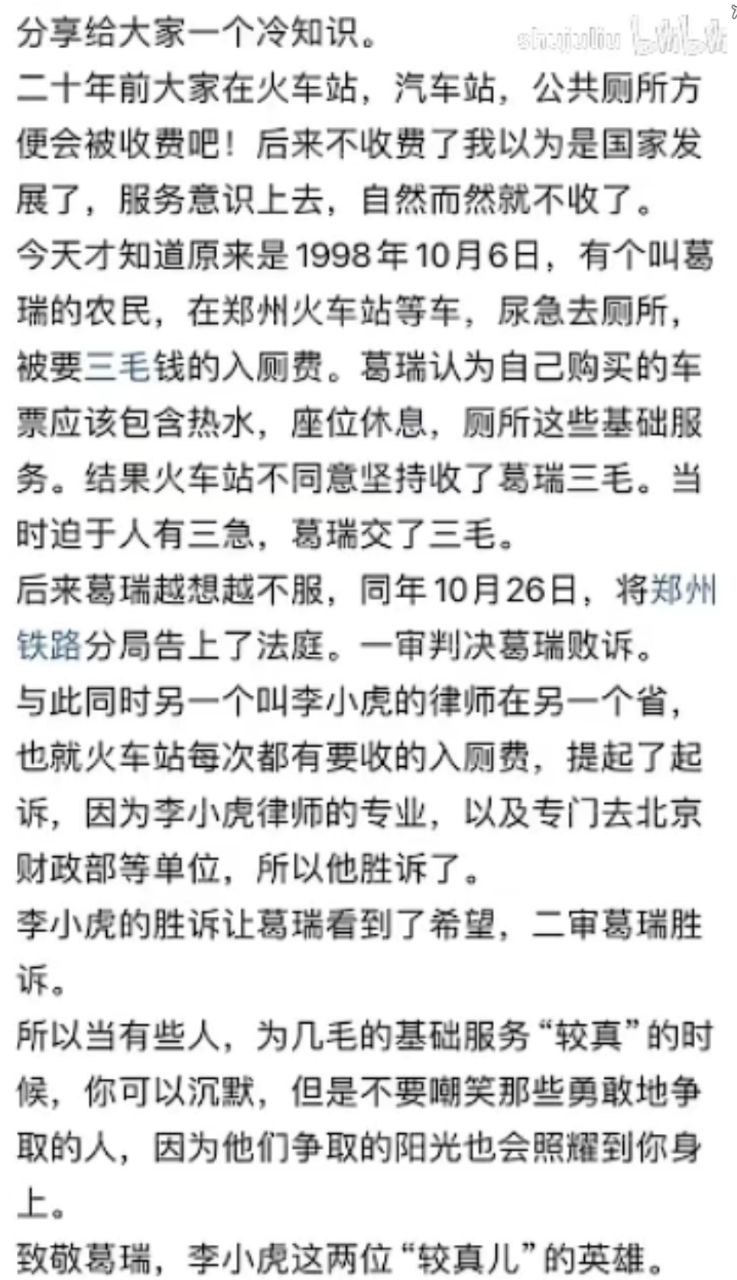 分享给大家一个冷知识。
shujuliu
二十年前大家在火车站，汽车站，公共厕所方
便会被收费吧！后来不收费了我以为是国家发
展了，服务意识上去，自然而然就不收了。
今天才知道原来是1998年10月6日，有个叫葛
瑞的农民，在郑州火车站等车，尿急去厕所，
被要三毛钱的入厕费。葛瑞认为自己购买的车
票应该包含热水，座位休息，厕所这些基础服
务。结果火车站不同意坚持收了葛瑞三毛。当
时迫于人有三急，葛瑞交了三毛。
后来葛瑞越想越不服，同年10月26日，将郑州
铁路分局告上了法庭。一审判决葛瑞败诉。
与此同时另一个叫李小虎的律师在另一个省，
也就火车站每次都有要收的入厕费，提起了起
诉，因为李小虎律师的专业，以及专门去北京
财政部等单位，所以他胜诉了。
李小虎的胜诉让葛瑞看到了希望，二审葛瑞胜
诉。
所以当有些人，为几毛的基础服务“较真”的时
候，你可以沉默，但是不要嘲笑那些勇敢地争
取的人，因为他们争取的阳光也会照耀到你身
上。
致敬葛瑞，李小虎这两位“较真儿”的英雄。